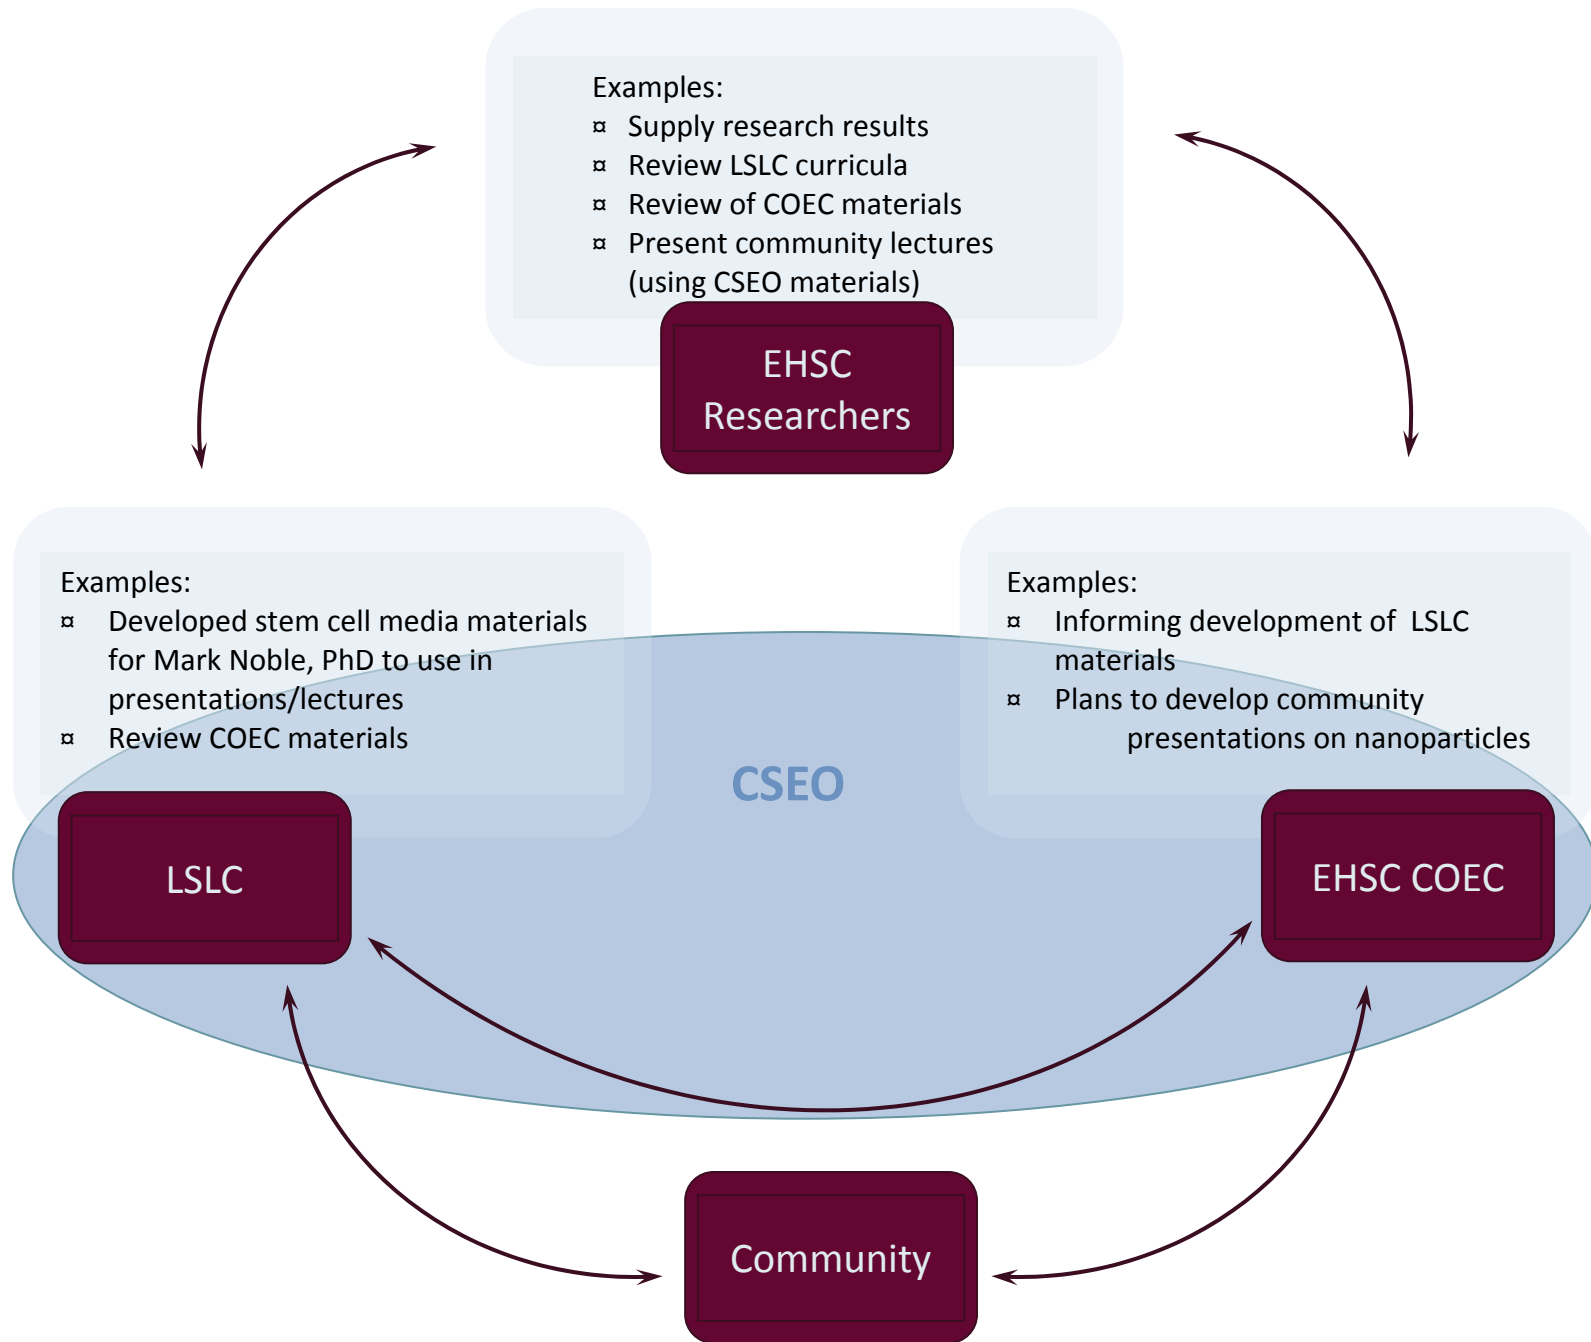 Examples:
¤ Supply research results
¤ Review LSLC curricula
¤ Review of COEC materials
¤ Present community lectures
(using CSEO materials)
EHSC
Researchers
Examples:
¤ Developed stem cell media materials
for Mark Noble, PhD to use in
presentations/lectures
¤ Review COEC materials
Examples:
¤ Informing development of LSLC
materials
¤ Plans to develop community
presentations on nanoparticles
CSEO
LSLC
EHSC COEC
Community